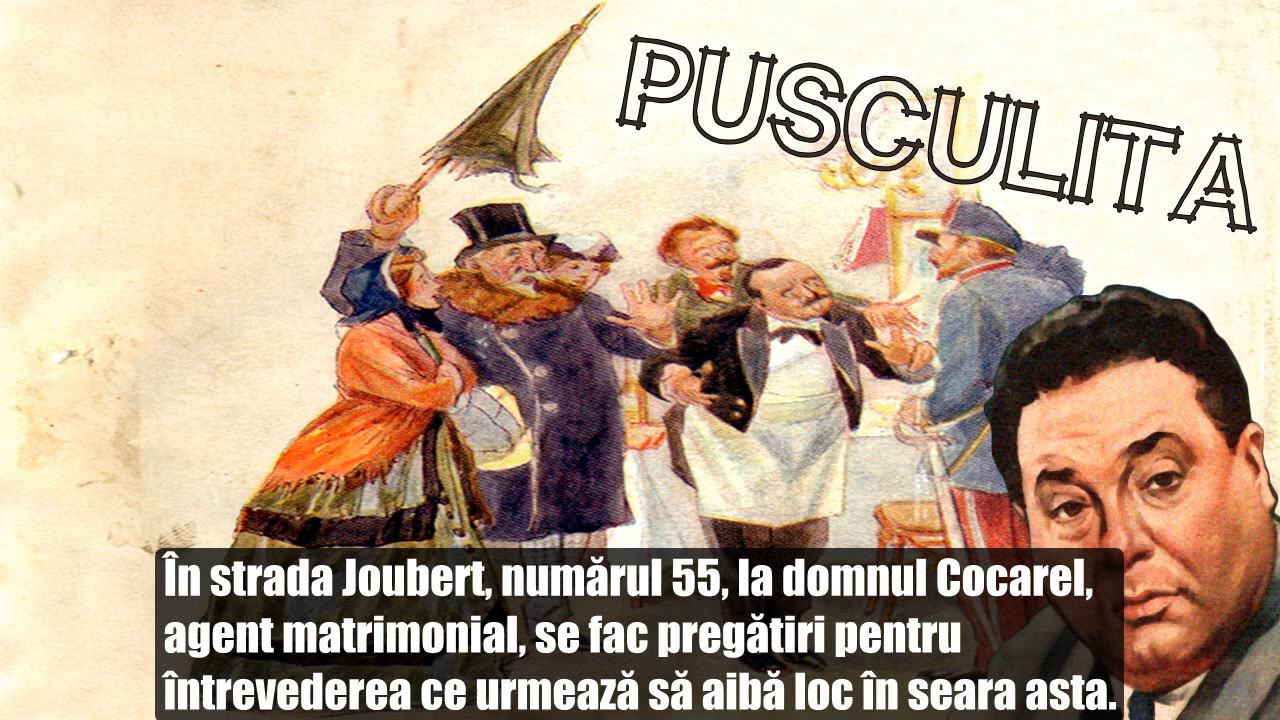 PUSCULITA
În strada Joubert, numărul 55, la domnul Cocarel,
agent matrimonial, se fac pregătiri pentru
întrevederea ce urmează să aibă loc în seara asta.